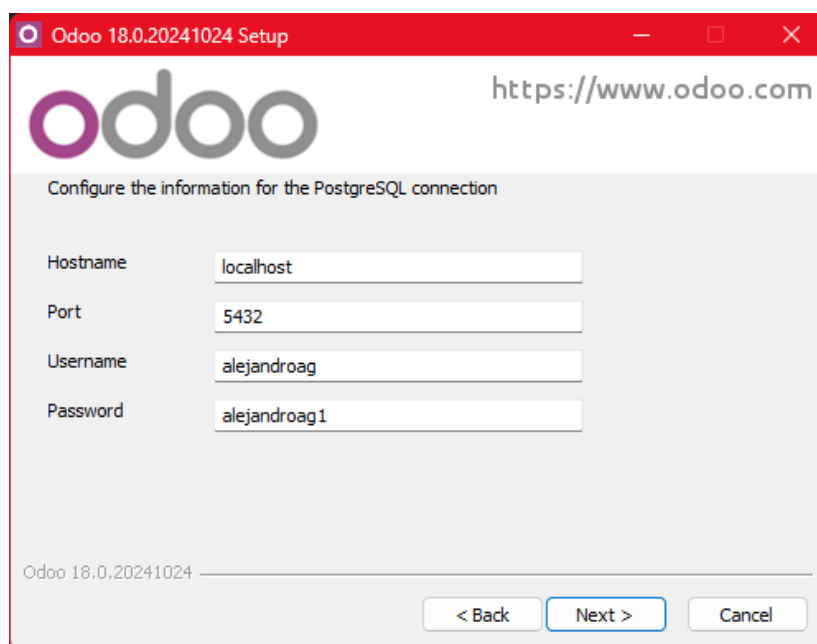 Odoo 18.0.20241024 Setup
odoo
https://www.odoo.com
Configure the information for the PostgreSQL connection
Hostname localhost
Port 5432
Username alejandroag
Password alejandroag1
Odoo 18.0.20241024
< Back Next > Cancel